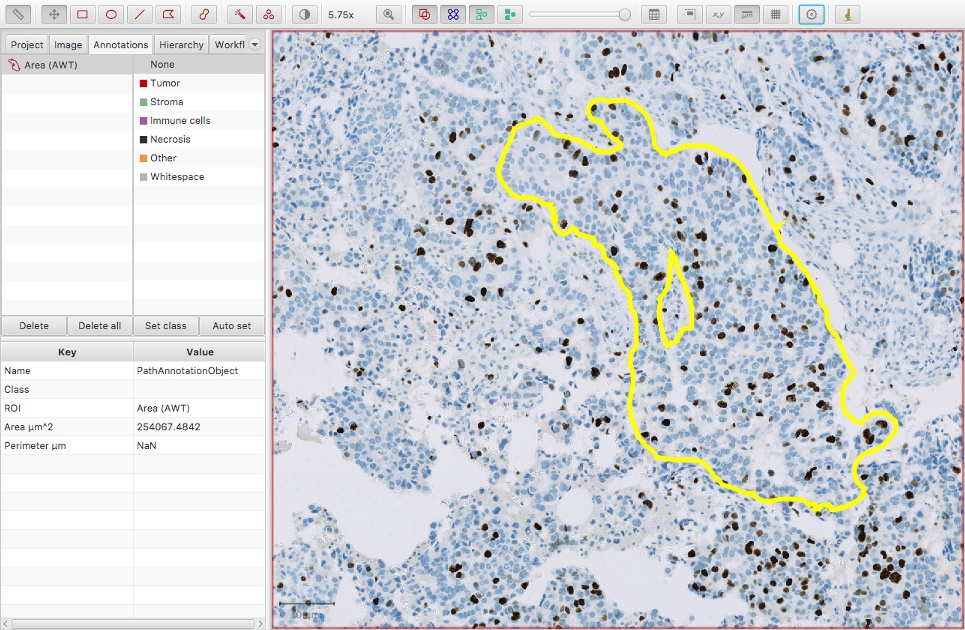 5.75x
x,y
µm
Project Image Annotations Hierarchy Workfl
Area (AWT)
None
Tumor
Stroma
Immune cells
Necrosis
Other
Whitespace
Delete Delete all Set class Auto set
Key Value
Name PathAnnotationObject
Class
ROI Area (AWT)
Area µm^2 254067.4842
Perimeter µm NaN